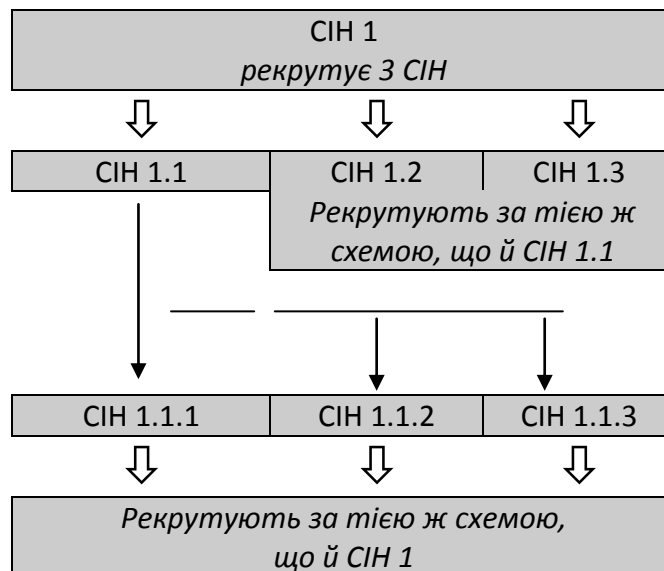 СІН 1
рекрутує 3 СІН
СІН 1.1
СІН 1.2
СІН 1.3
Рекрутують за тією ж
схемою, що й СІН 1.1
СІН 1.1.1
СІН 1.1.2
СІН 1.1.3
Рекрутують за тією ж схемою,
що й СІН 1